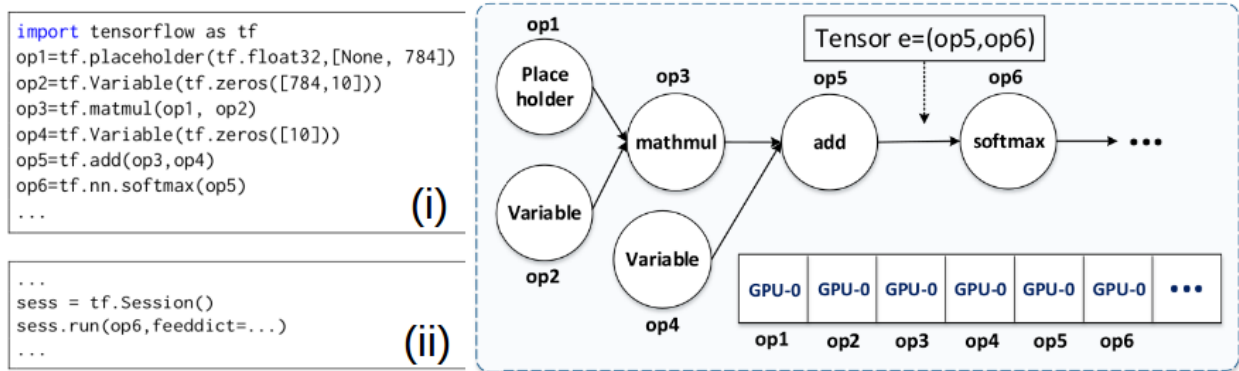 import tensorflow as tf
op1=tf.placeholder(tf.float32,[None, 784])
op2=tf.Variable(tf.zeros([784,10]))
op3=tf.matmul(op1, op2)
op4=tf.Variable(tf.zeros([10]))
op5=tf.add(op3,op4)
op6=tf.nn.softmax(op5)
...
(i)
...
sess = tf.Session()
sess.run(op6,feeddict=...)
...
(ii)
op1
Place
holder
Variable
op2
op3
mathmul
Variable
op4
Tensor e=(op5,op6)
op5
add
op6
softmax
...
GPU-0 GPU-0 GPU-0 GPU-0 GPU-0 GPU-0 ...
op1 op2 op3 op4 op5 op6